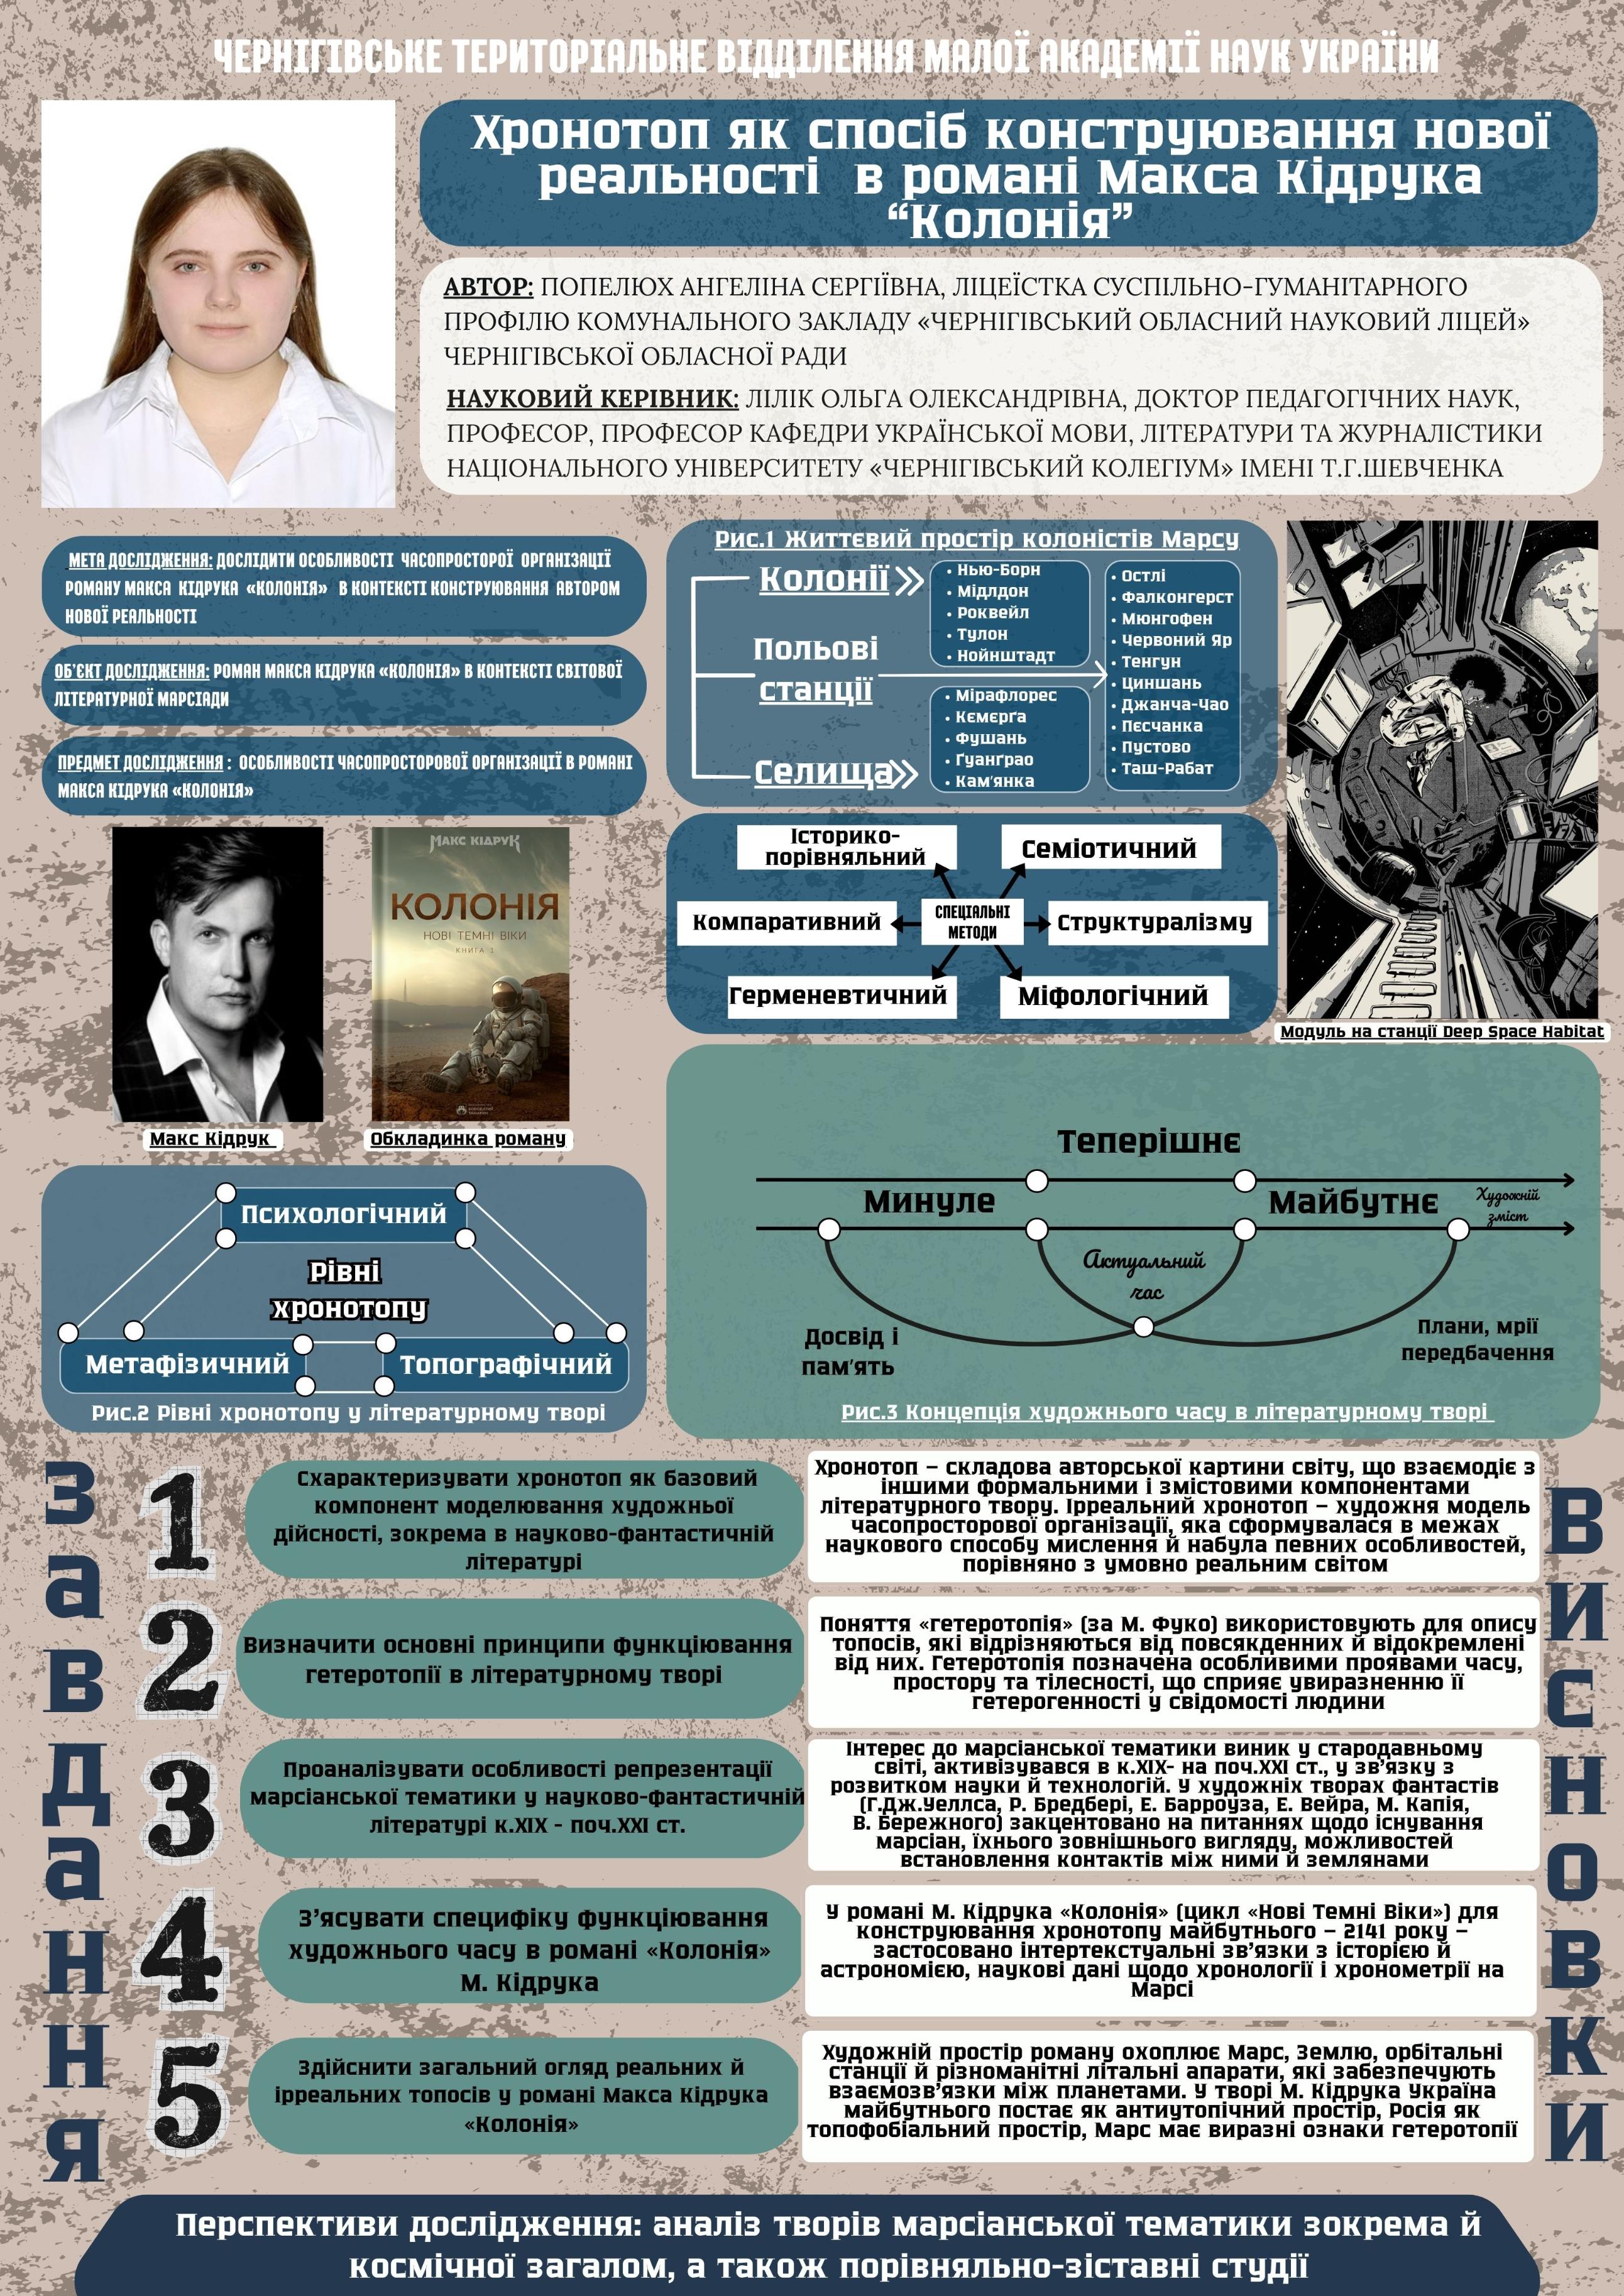 ЧЕРНІГІВСЬКЕ ТЕРИТОРІАЛЬНЕ ВІДДІЛЕННЯ МАЛОЇ АКАДЕМІЇ НАУК УКРАЇНИ
Хронотоп як спосіб конструювання нової
реальності в романі Макса Кідрука
“Колонія”
АВТОР: ПОПЕЛЮХ АНГЕЛІНА СЕРГІЇВНА, ЛІЦЕЇСТКА СУСПІЛЬНО-ГУМАНІТАРНОГО
ПРОФІЛЮ КОМУНАЛЬНОГО ЗАКЛАДУ «ЧЕРНІГІВСЬКИЙ ОБЛАСНИЙ НАУКОВИЙ ЛІЦЕЙ»
ЧЕРНІГІВСЬКОЇ ОБЛАСНОЇ РАДИ
НАУКОВИЙ КЕРІВНИК: ЛІЛІК ОЛЬГА ОЛЕКСАНДРІВНА, ДОКТОР ПЕДАГОГІЧНИХ НАУК,
ПРОФЕСОР, ПРОФЕСОР КАФЕДРИ УКРАЇНСЬКОЇ МОВИ, ЛІТЕРАТУРИ ТА ЖУРНАЛІСТИКИ
НАЦІОНАЛЬНОГО УНІВЕРСИТЕТУ «ЧЕРНІГІВСЬКИЙ КОЛЕГІУМ» ІМЕНІ Т.Г.ШЕВЧЕНКА
МЕТА ДОСЛІДЖЕННЯ: ДОСЛІДИТИ ОСОБЛИВОСТІ ЧАСОПРОСТОРОЇ ОРГАНІЗАЦІЇ
РОМАНУ МАКСА КІДРУКА «КОЛОНІЯ» В КОНТЕКСТІ КОНСТРУЮВАННЯ АВТОРОМ
НОВОЇ РЕАЛЬНОСТІ
ОБ'ЄКТ ДОСЛІДЖЕННЯ: РОМАН МАКСА КІДРУКА «КОЛОНІЯ» В КОНТЕКСТІ СВІТОВОЇ
ЛІТЕРАТУРНОЇ МАРСІАДИ
ПРЕДМЕТ ДОСЛІДЖЕННЯ : ОСОБЛИВОСТІ ЧАСОПРОСТОРОВОЇ ОРГАНІЗАЦІЇ В РОМАНІ
МАКСА КІДРУКА «КОЛОНІЯ»
Рис.1 Життєвий простір колоністів Марсу
Колонії
• Нью-Борн
• Мідлдон
• Роквейл
• Тулон
• Нойнштадт
Польові
станції
• Остлі
• Фалконгерст
• Мюнгофен
• Червоний Яр
• Тенгун
• Циншань
• Джанча-Чао
• Песчанка
• Пустово
• Таш-Рабат
Селища
• Мірафлорес
• Кемерґа
• Фушань
• Ґуанґрао
• Кам'янка
Історико-
порівняльний
Семіотичний
Компаративний
СПЕЦІАЛЬНІ
МЕТОДИ
Структуралізму
Герменевтичний
Міфологічний
Модуль на станції Deep Space Habitat
МАКС КІДРУК
КОЛОНІЯ
НОВІ ТЕМНІ ВІКИ
КНИГА 1
Макс Кідрук
Обкладинка роману
Психологічний
Рівні
хронотопу
Метафізичний
Топографічний
Рис.2 Рівні хронотопу у літературному творі
Теперішнє
Минуле
Майбутнє
Художній
зміст
Актуальний
час
Досвід і
пам'ять
Плани, мрії
передбачення
Рис.3 Концепція художнього часу в літературному творі
Завдання
1
Схарактеризувати хронотоп як базовий
компонент моделювання художньої
дійсності, зокрема в науково-фантастичній
літературі
Хронотоп – складова авторської картини світу, що взаємодіє з
іншими формальними і змістовими компонентами
літературного твору. Ірреальний хронотоп – художня модель
часопросторової організації, яка сформувалася в межах
наукового способу мислення й набула певних особливостей,
порівняно з умовно реальним світом
2
Визначити основні принципи функціювання
гетеротопії в літературному творі
Поняття «гетеротопія» (за М. Фуко) використовують для опису
топосів, які відрізняються від повсякденних й відокремлені
від них. Гетеротопія позначена особливими проявами часу,
простору та тілесності, що сприяє увиразненню її
гетерогенності у свідомості людини
3
Проаналізувати особливості репрезентації
марсіанської тематики у науково-фантастичній
літературі к.ХІХ - поч.ХХІ ст.
Інтерес до марсіанської тематики виник у стародавньому
світі, активізувався в к.ХІХ- на поч.ХХІ ст., у зв'язку з
розвитком науки й технологій. У художніх творах фантастів
(Г.Дж.Уеллса, Р. Бредбері, Е. Барроуза, Е. Вейра, М. Капія,
В. Бережного) закцентовано на питаннях щодо існування
марсіан, їхнього зовнішнього вигляду, можливостей
встановлення контактів між ними й землянами
4
З'ясувати специфіку функціювання
художнього часу в романі «Колонія»
М. Кідрука
У романі М. Кідрука «Колонія» (цикл «Нові Темні Віки») для
конструювання хронотопу майбутнього – 2141 року –
застосовано інтертекстуальні зв'язки з історією й
астрономією, наукові дані щодо хронології і хронометрії на
Марсі
5
Здійснити загальний огляд реальних й
ірреальних топосів у романі Макса Кідрука
«Колонія»
Художній простір роману охоплює Марс, Землю, орбітальні
станції й різноманітні літальні апарати, які забезпечують
взаємозв'язки між планетами. У творі М. Кідрука Україна
майбутнього постає як антиутопічний простір, Росія як
топофобіальний простір, Марс має виразні ознаки гетеротопії
Висновки
Перспективи дослідження: аналіз творів марсіанської тематики зокрема й
космічної загалом, а також порівняльно-зіставні студії